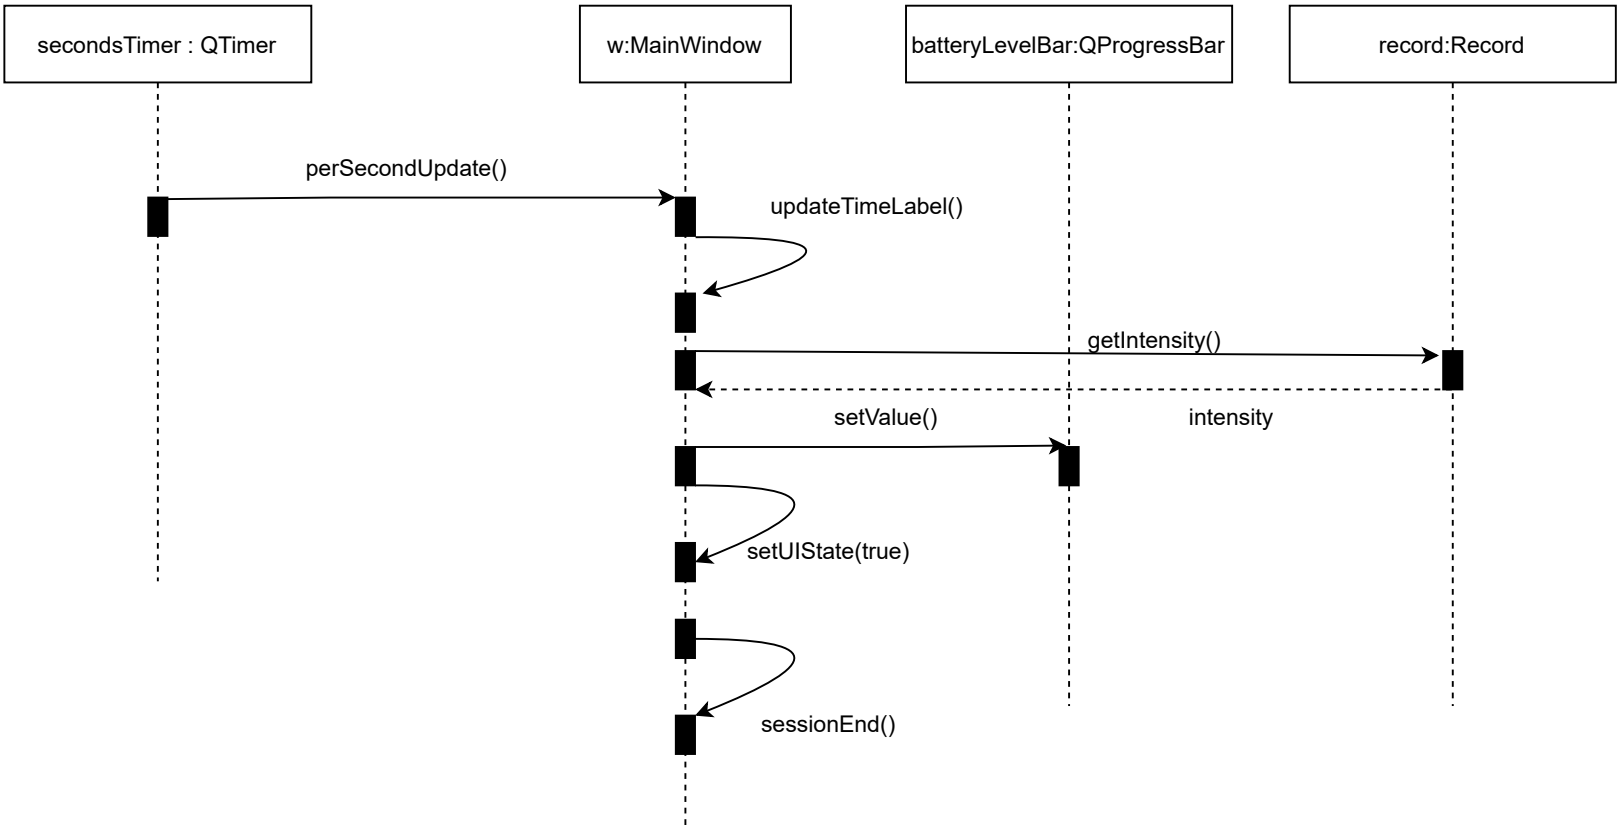 secondsTimer : QTimer
w:MainWindow
batteryLevelBar:QProgressBar
record:Record
perSecondUpdate()
updateTimeLabel()
getIntensity()
setValue()
intensity
setUIState(true)
sessionEnd()